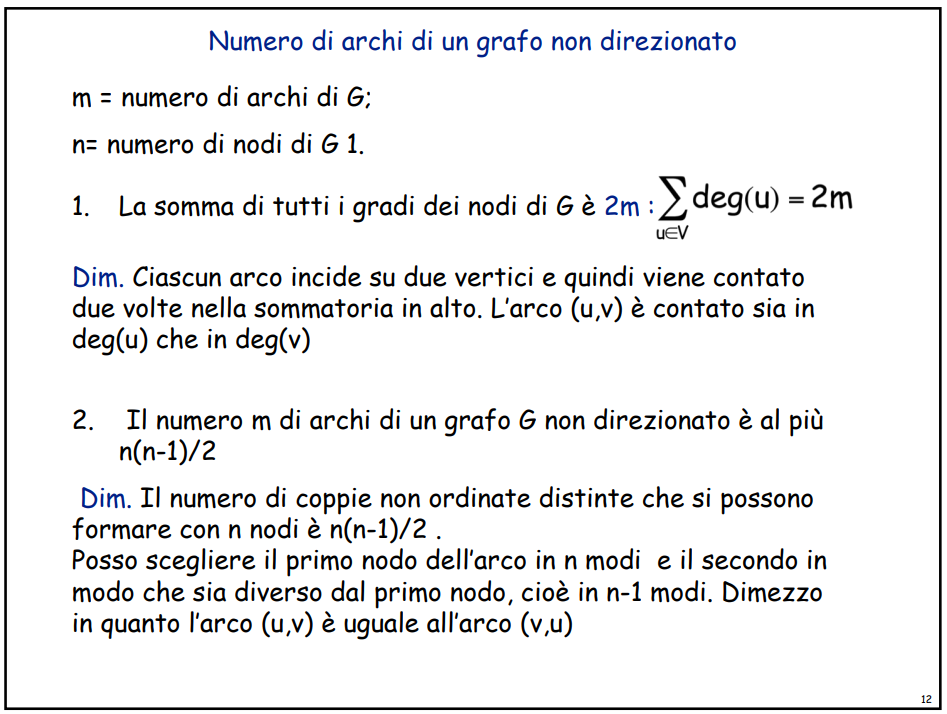 Numero di archi di un grafo non direzionato
m = numero di archi di G;
n= numero di nodi di G 1.
1. La somma di tutti i gradi dei nodi di G è 2m : ∑ deg(u) = 2m
u∈V
Dim. Ciascun arco incide su due vertici e quindi viene contato
due volte nella sommatoria in alto. L'arco (u,v) è contato sia in
deg(u) che in deg(v)
2. Il numero m di archi di un grafo G non direzionato è al più
n(n-1)/2
Dim. Il numero di coppie non ordinate distinte che si possono
formare con n nodi è n(n-1)/2 .
Posso scegliere il primo nodo dell'arco in n modi e il secondo in
modo che sia diverso dal primo nodo, cioè in n-1 modi. Dimezzo
in quanto l'arco (u,v) è uguale all'arco (v,u)
12